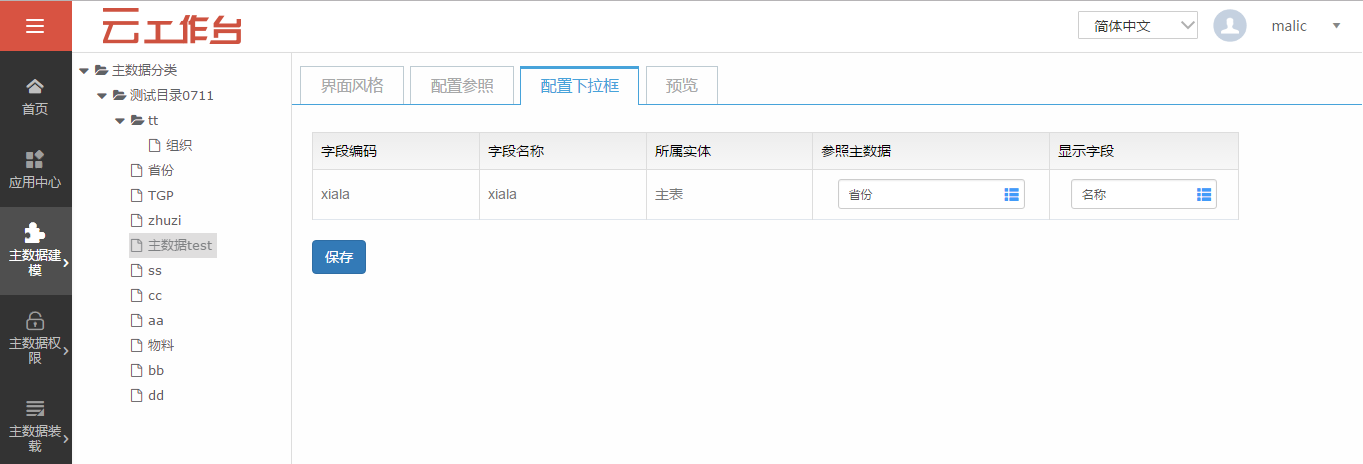 云工作台
简体中文
malic
首页
应用中心
主数据建
模
主数据权
限
主数据装
载
主数据分类
测试目录0711
tt
组织
省份
TGP
zhuzi
主数据test
ss
cc
aa
物料
bb
dd
界面风格 配置参照 配置下拉框 预览
字段编码 字段名称 所属实体 参照主数据 显示字段
xiala xiala 主表 省份 名称
保存